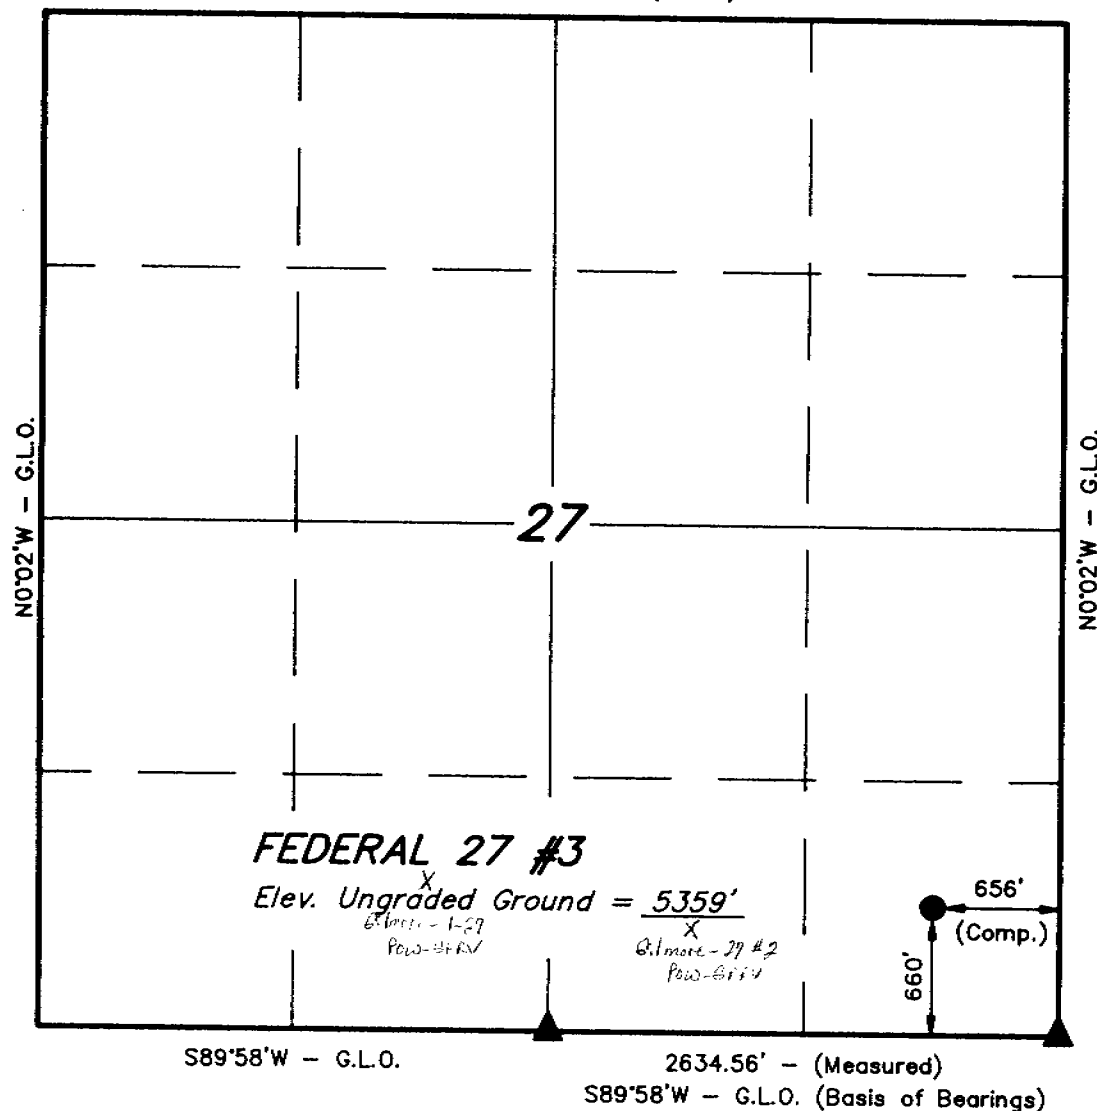 N0°02'W – G.L.O.
27
N0°02'W – G.L.O.
FEDERAL 27 #3
X
Elev. Ungraded Ground = 5359'
X
656'
(Comp.)
660'
S89°58'W – G.L.O.
2634.56' – (Measured)
S89°58'W – G.L.O. (Basis of Bearings)